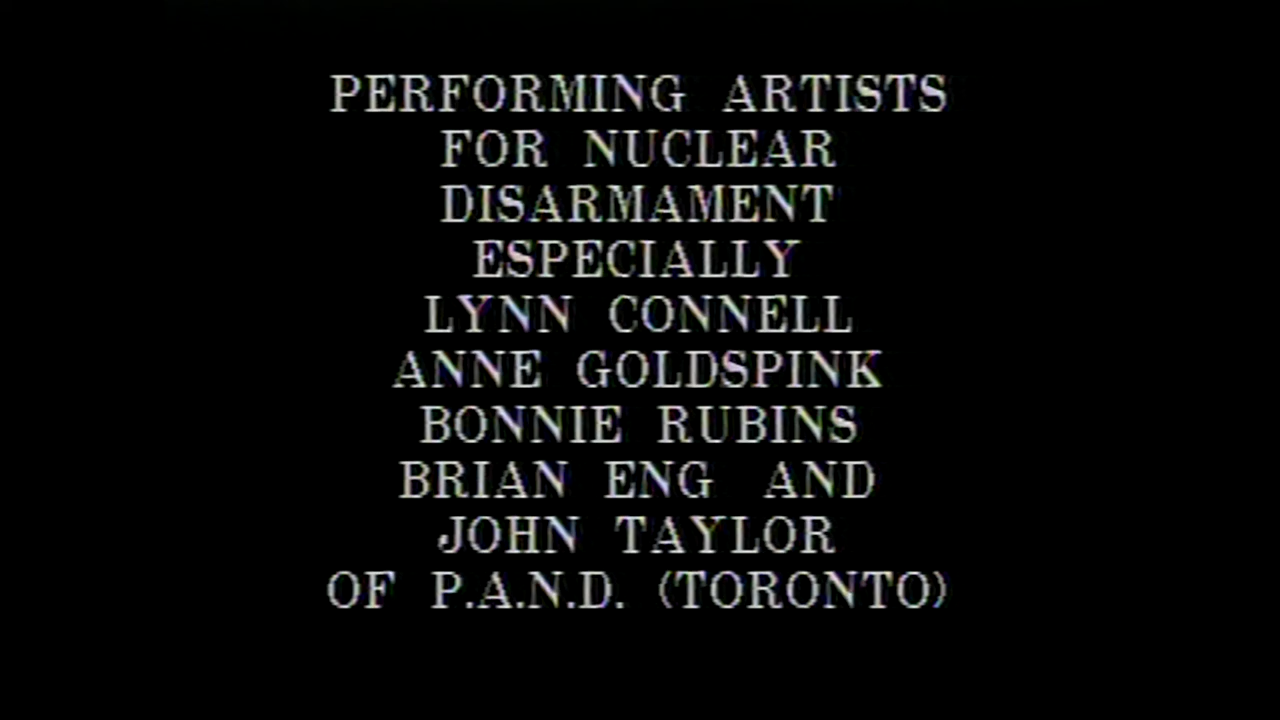 PERFORMING ARTISTS
FOR NUCLEAR
DISARMAMENT
ESPECIALLY
LYNN CONNELL
ANNE GOLDSPINK
BONNIE RUBINS
BRIAN ENG AND
JOHN TAYLOR
OF P.A.N.D. (TORONTO)